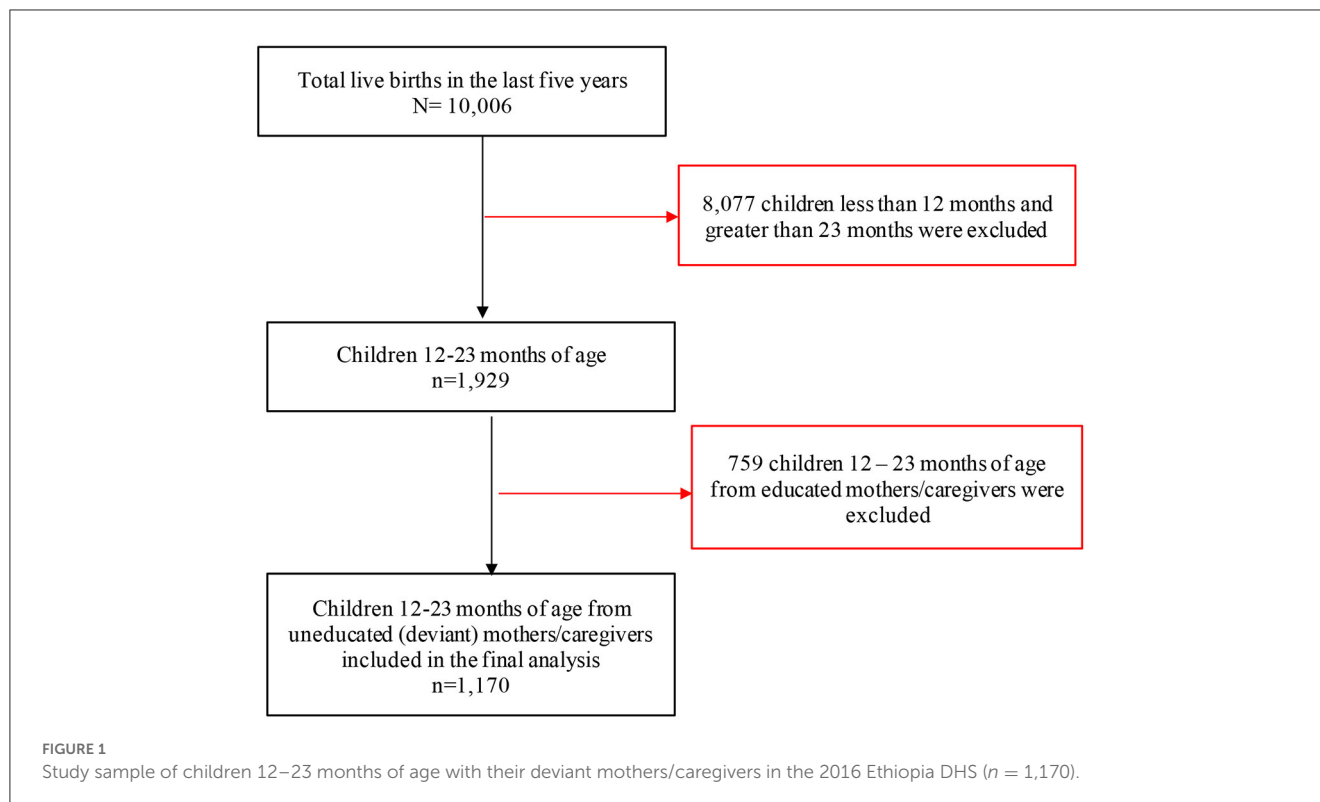 Total live births in the last five years
N= 10,006
8,077 children less than 12 months and
greater than 23 months were excluded
Children 12-23 months of age
n=1,929
759 children 12 – 23 months of age
from educated mothers/caregivers were
excluded
Children 12-23 months of age from
uneducated (deviant) mothers/caregivers
included in the final analysis
n=1,170
FIGURE 1
Study sample of children 12–23 months of age with their deviant mothers/caregivers in the 2016 Ethiopia DHS (n = 1,170).